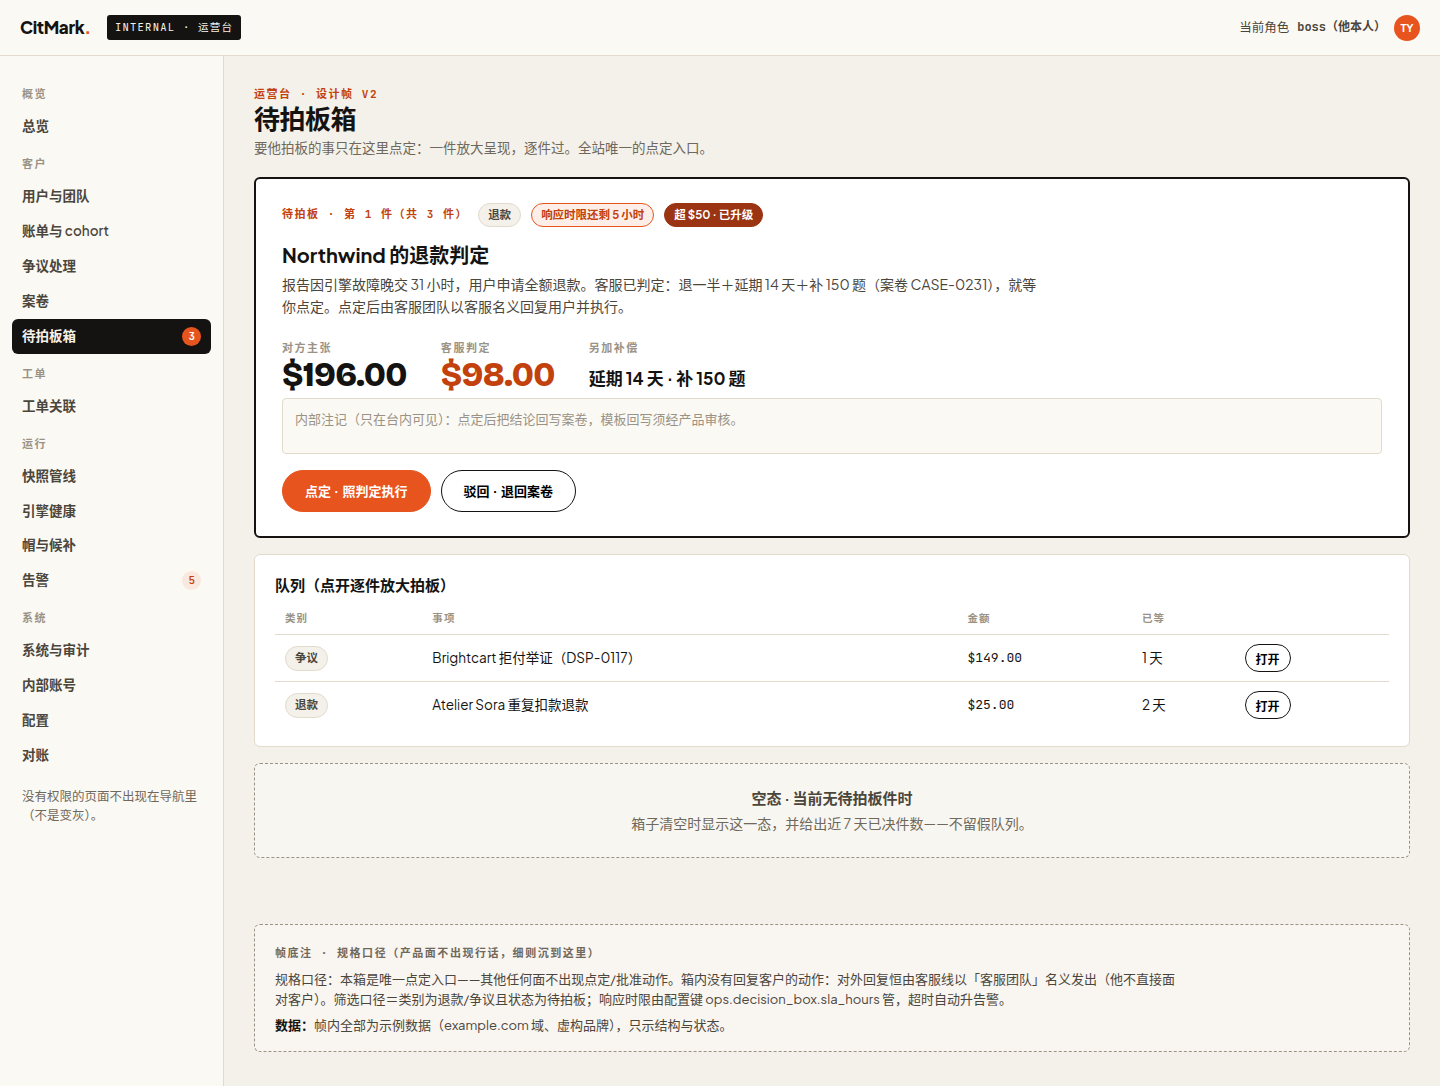 CitMark.
INTERNAL · 运营台
当前角色 boss（他本人） TY
概览
总览
客户
用户与团队
账单与 cohort
争议处理
案卷
待拍板箱 3
工单
工单关联
运行
快照管线
引擎健康
帽与候补
告警 5
系统
系统与审计
内部账号
配置
对账
没有权限的页面不出现在导航里
（不是变灰）。
运营台 · 设计帧 V2
待拍板箱
要他拍板的事只在这里点定：一件放大呈现，逐件过。全站唯一的点定入口。
待拍板 · 第 1 件（共 3 件） 退款 响应时限还剩 5 小时 超 $50 · 已升级
Northwind 的退款判定
报告因引擎故障晚交 31 小时，用户申请全额退款。客服已判定：退一半＋延期 14 天＋补 150 题（案卷 CASE-0231），就等
你点定。点定后由客服团队以客服名义回复用户并执行。
对方主张 客服判定 另加补偿
$196.00 $98.00 延期 14 天 · 补 150 题
内部注记（只在台内可见）：点定后把结论回写案卷，模板回写须经产品审核。
点定 · 照判定执行 驳回 · 退回案卷
队列（点开逐件放大拍板）
类别 事项 金额 已等
争议 Brightcart 拒付举证（DSP-0117） $149.00 1 天 打开
退款 Atelier Sora 重复扣款退款 $25.00 2 天 打开
空态 · 当前无待拍板件时
箱子清空时显示这一态，并给出近 7 天已决件数——不留假队列。
帧底注 · 规格口径（产品面不出现行话，细则沉到这里）
规格口径：本箱是唯一点定入口——其他任何面不出现点定/批准动作。箱内没有回复客户的动作：对外回复恒由客服线以「客服团队」名义发出（他不直接面
对客户）。筛选口径＝类别为退款/争议且状态为待拍板；响应时限由配置键 ops.decision_box.sla_hours 管，超时自动升告警。
数据：帧内全部为示例数据（example.com 域、虚构品牌），只示结构与状态。